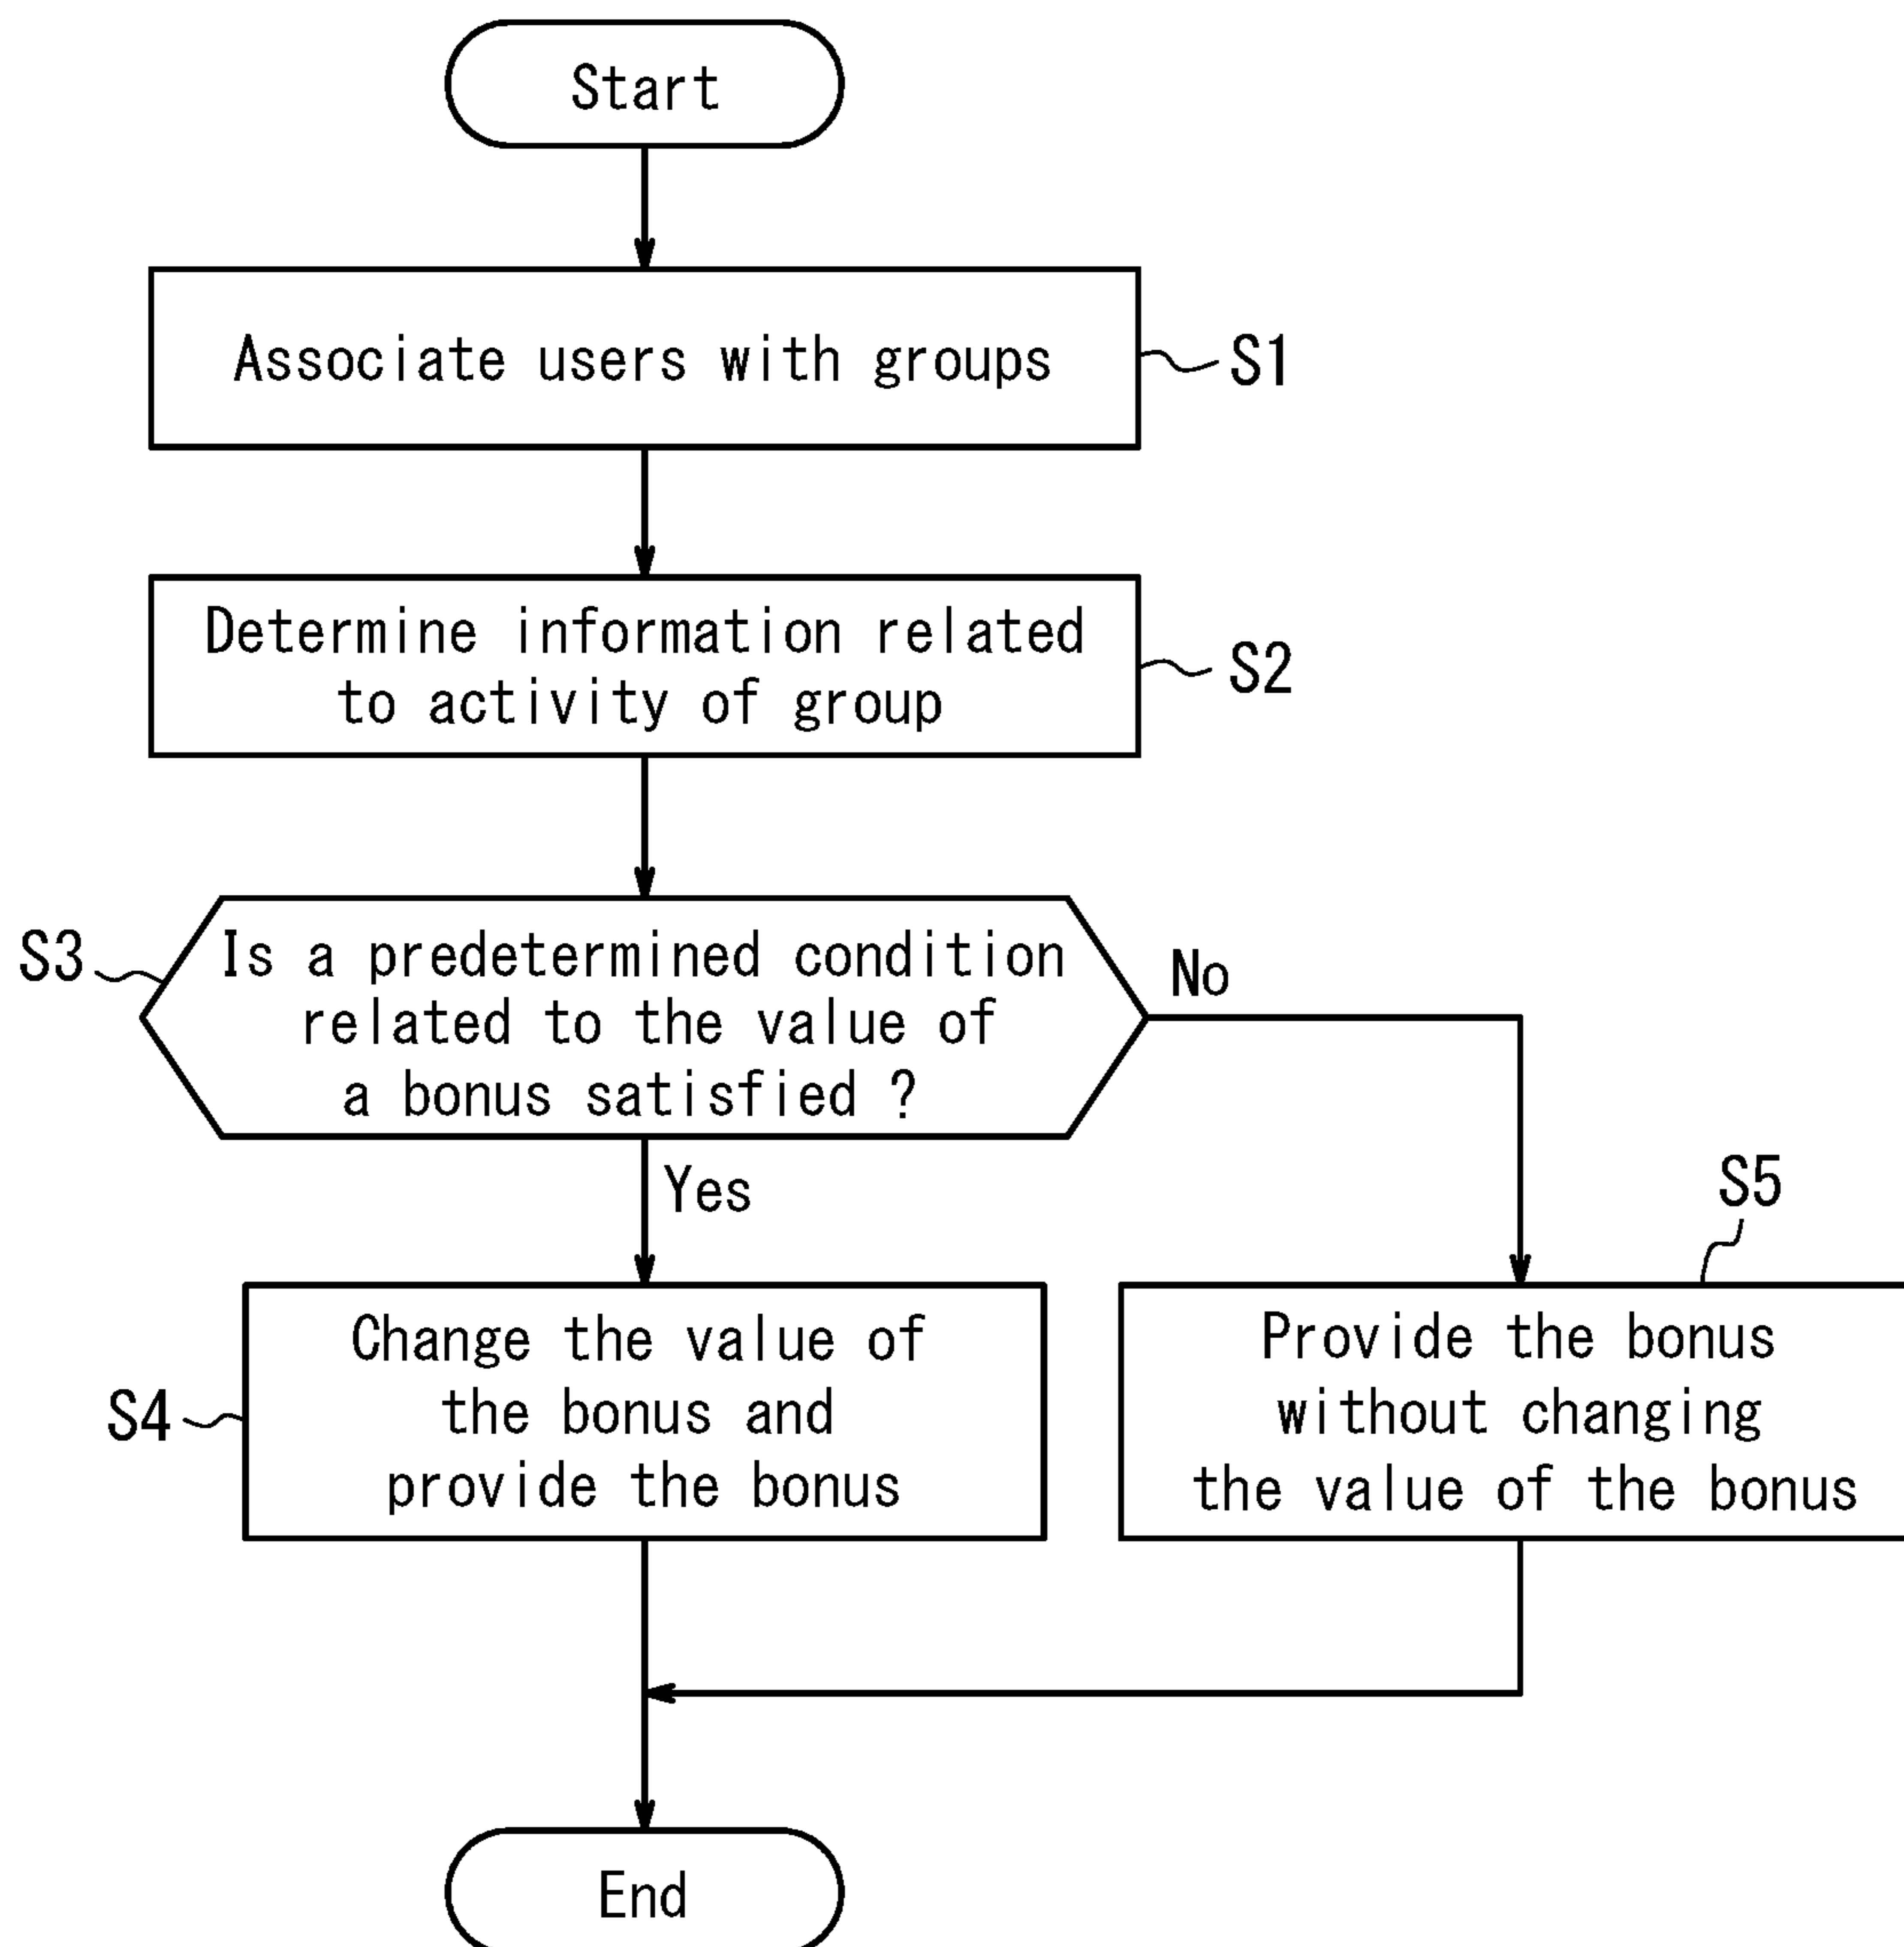 Start
Associate users with groups
S1
Determine information related
to activity of group
S2
S3
Is a predetermined condition
related to the value of
a bonus satisfied ?
No
Yes
S5
Change the value of
the bonus and
provide the bonus
S4
Provide the bonus
without changing
the value of the bonus
End